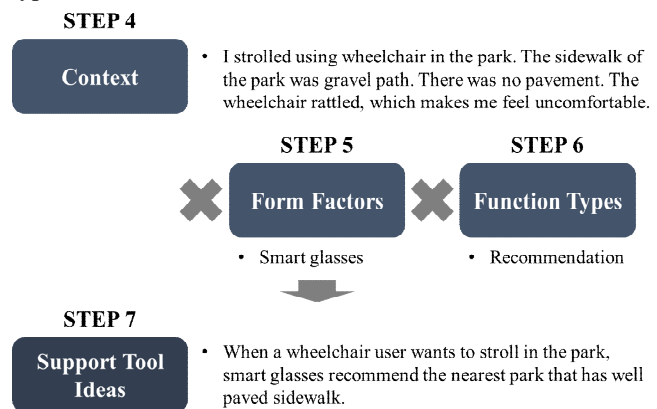 STEP 4
Context
• I strolled using wheelchair in the park. The sidewalk of
the park was gravel path. There was no pavement. The
wheelchair rattled, which makes me feel uncomfortable.
STEP 5
Form Factors
• Smart glasses
STEP 6
Function Types
• Recommendation
STEP 7
Support Tool
Ideas
• When a wheelchair user wants to stroll in the park,
smart glasses recommend the nearest park that has well
paved sidewalk.